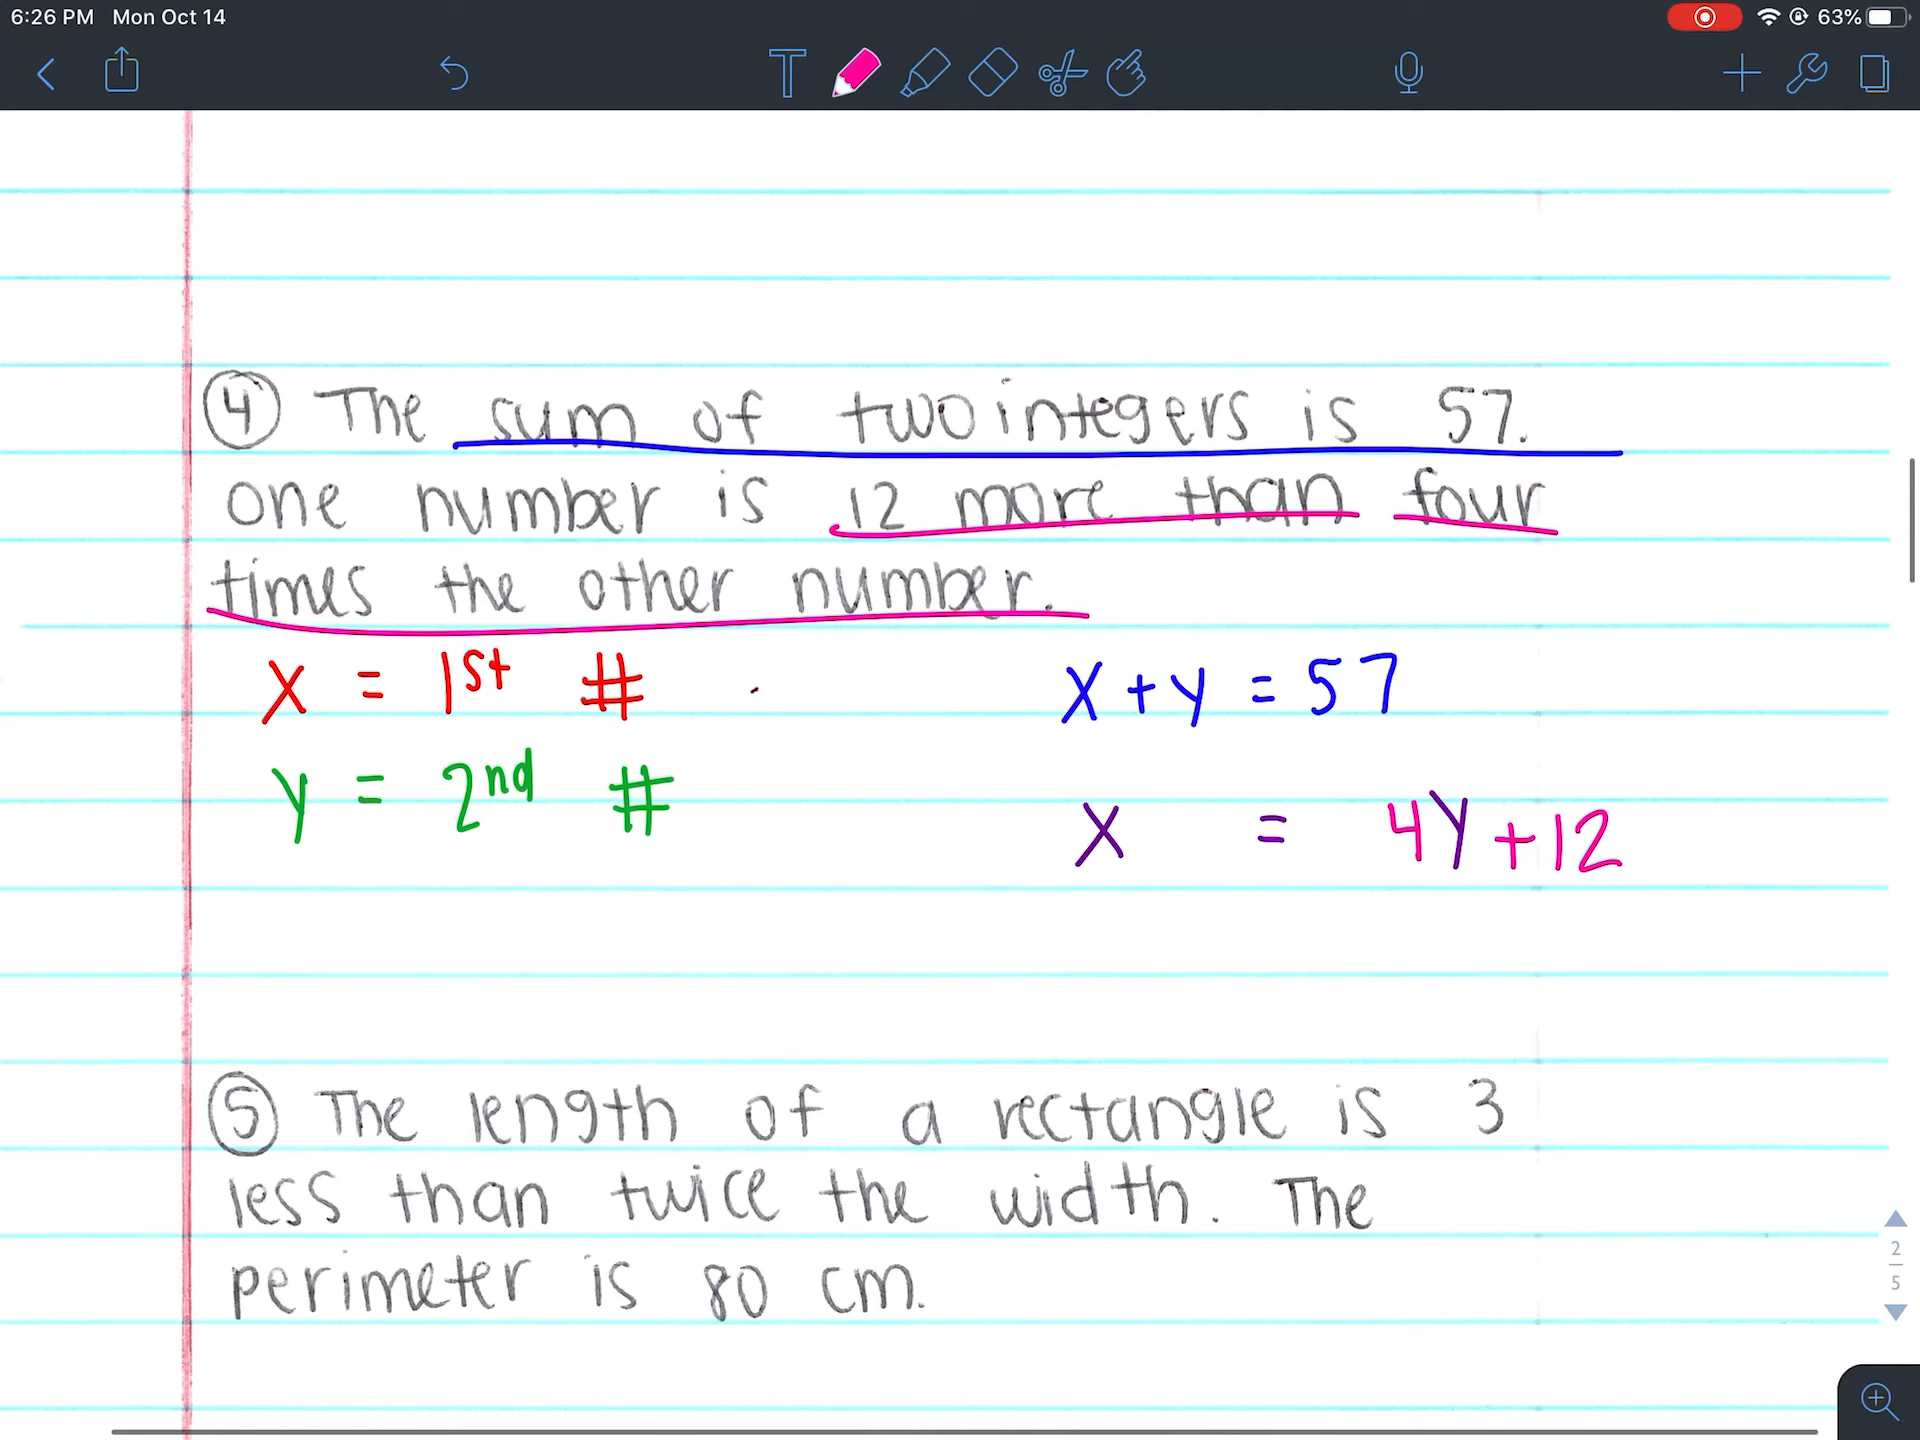 6:26 PM Mon Oct 14
63%
T
4 The sum of two integers is 57.
one number is 12 more than four
times the other number.
x = 1st #
x + y = 57
y = 2nd #
x = 4y + 12
5 The length of a rectangle is 3
less than twice the width. The
perimeter is 80 cm.
2
5